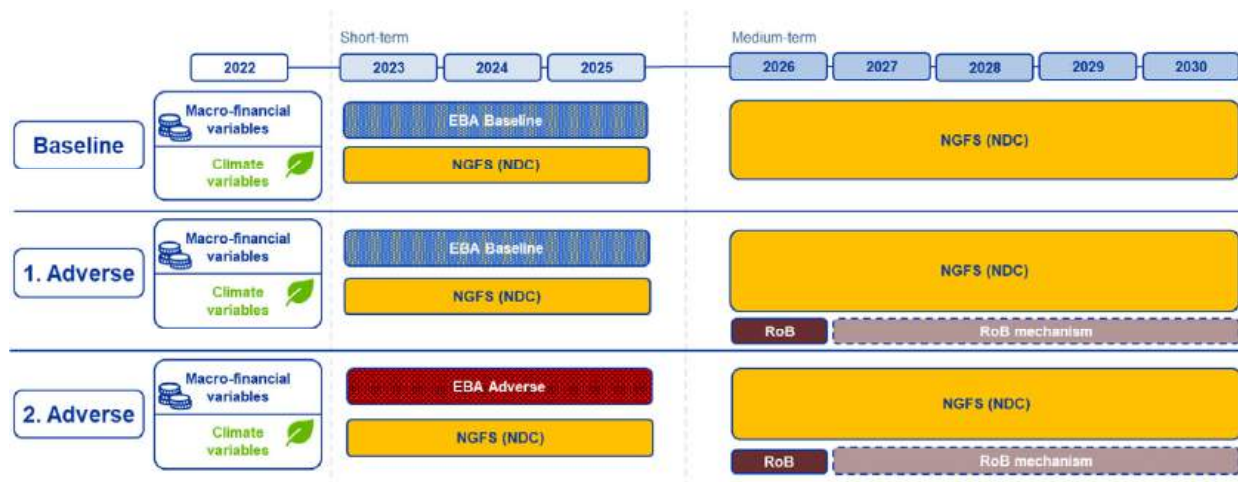 Short-term
Medium-term
2022
2023
2024
2025
2026
2027
2028
2029
2030
Baseline
Macro-financial
variables
Climate
variables
EBA Baseline
NGFS (NDC)
NGFS (NDC)
1. Adverse
Macro-financial
variables
Climate
variables
EBA Baseline
NGFS (NDC)
NGFS (NDC)
RoB
RoB mechanism
2. Adverse
Macro-financial
variables
Climate
variables
EBA Adverse
NGFS (NDC)
NGFS (NDC)
RoB
RoB mechanism